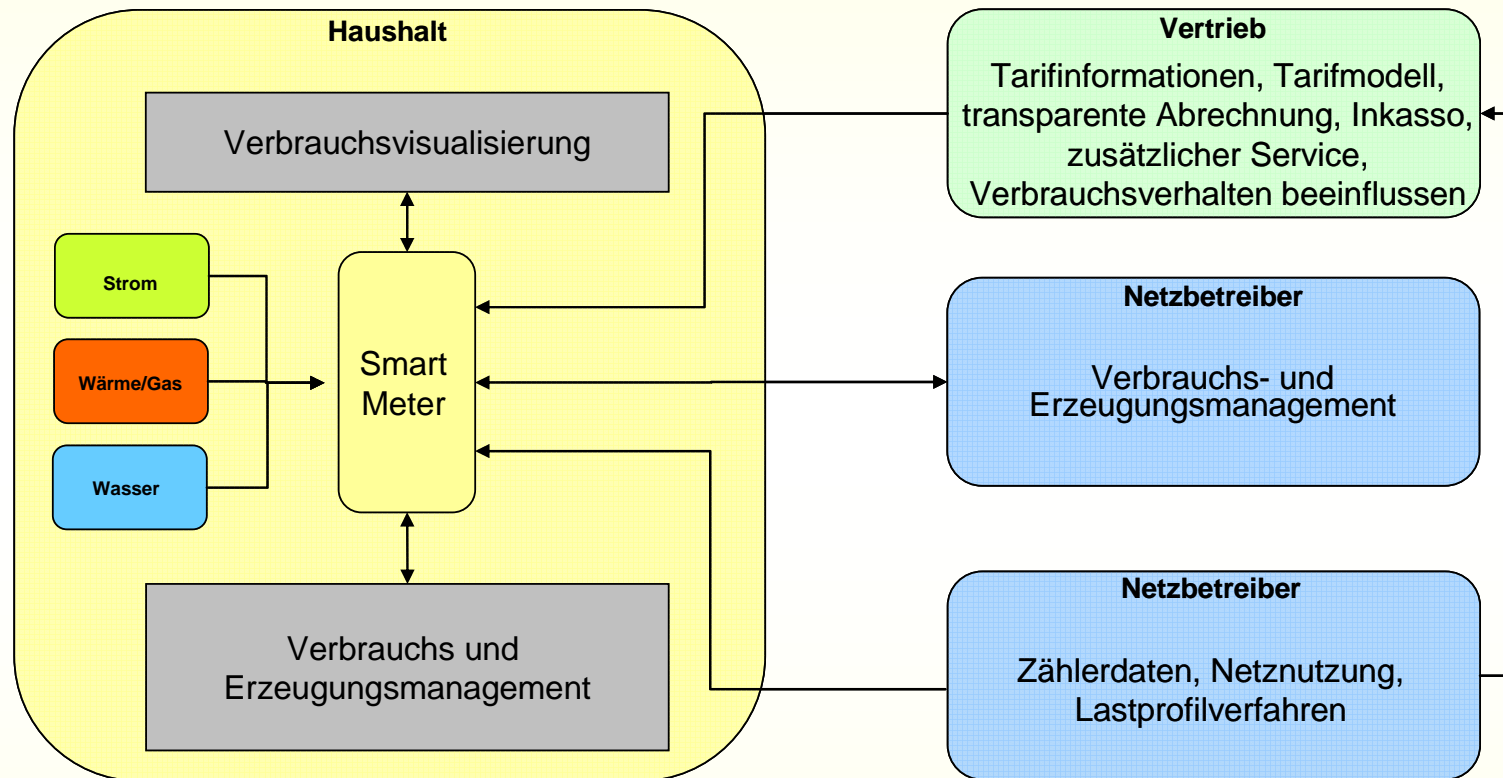 Haushalt
Verbrauchsvisualisierung
Strom
Wärme/Gas
Wasser
Smart
Meter
Verbrauchs und
Erzeugungsmanagement
Vertrieb
Tarifinformationen, Tarifmodell,
transparente Abrechnung, Inkasso,
zusätzlicher Service,
Verbrauchsverhalten beeinflussen
Netzbetreiber
Verbrauchs- und
Erzeugungsmanagement
Netzbetreiber
Zählerdaten, Netznutzung,
Lastprofilverfahren